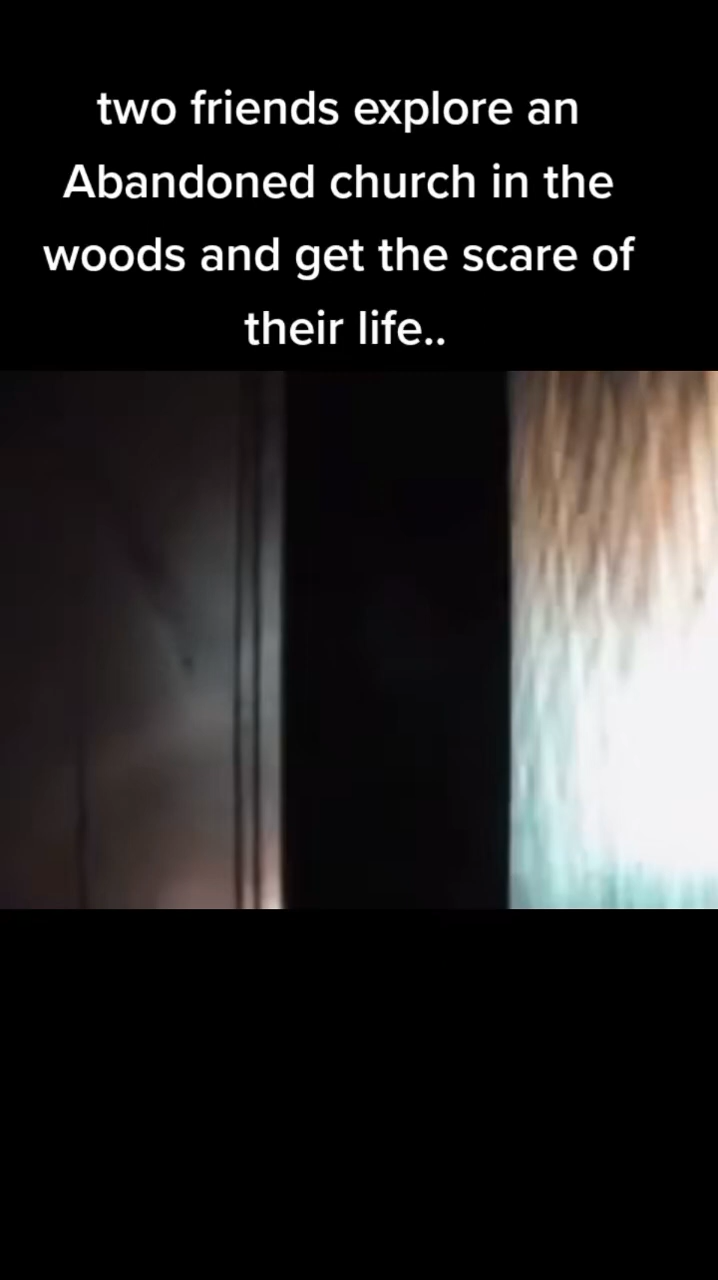 two friends explore an
Abandoned church in the
woods and get the scare of
their life..